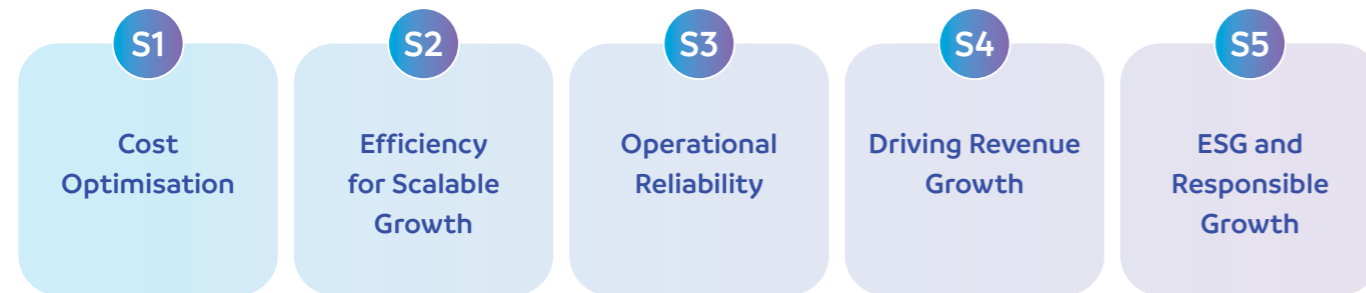 S1
Cost
Optimisation
S2
Efficiency
for Scalable
Growth
S3
Operational
Reliability
S4
Driving Revenue
Growth
S5
ESG and
Responsible
Growth